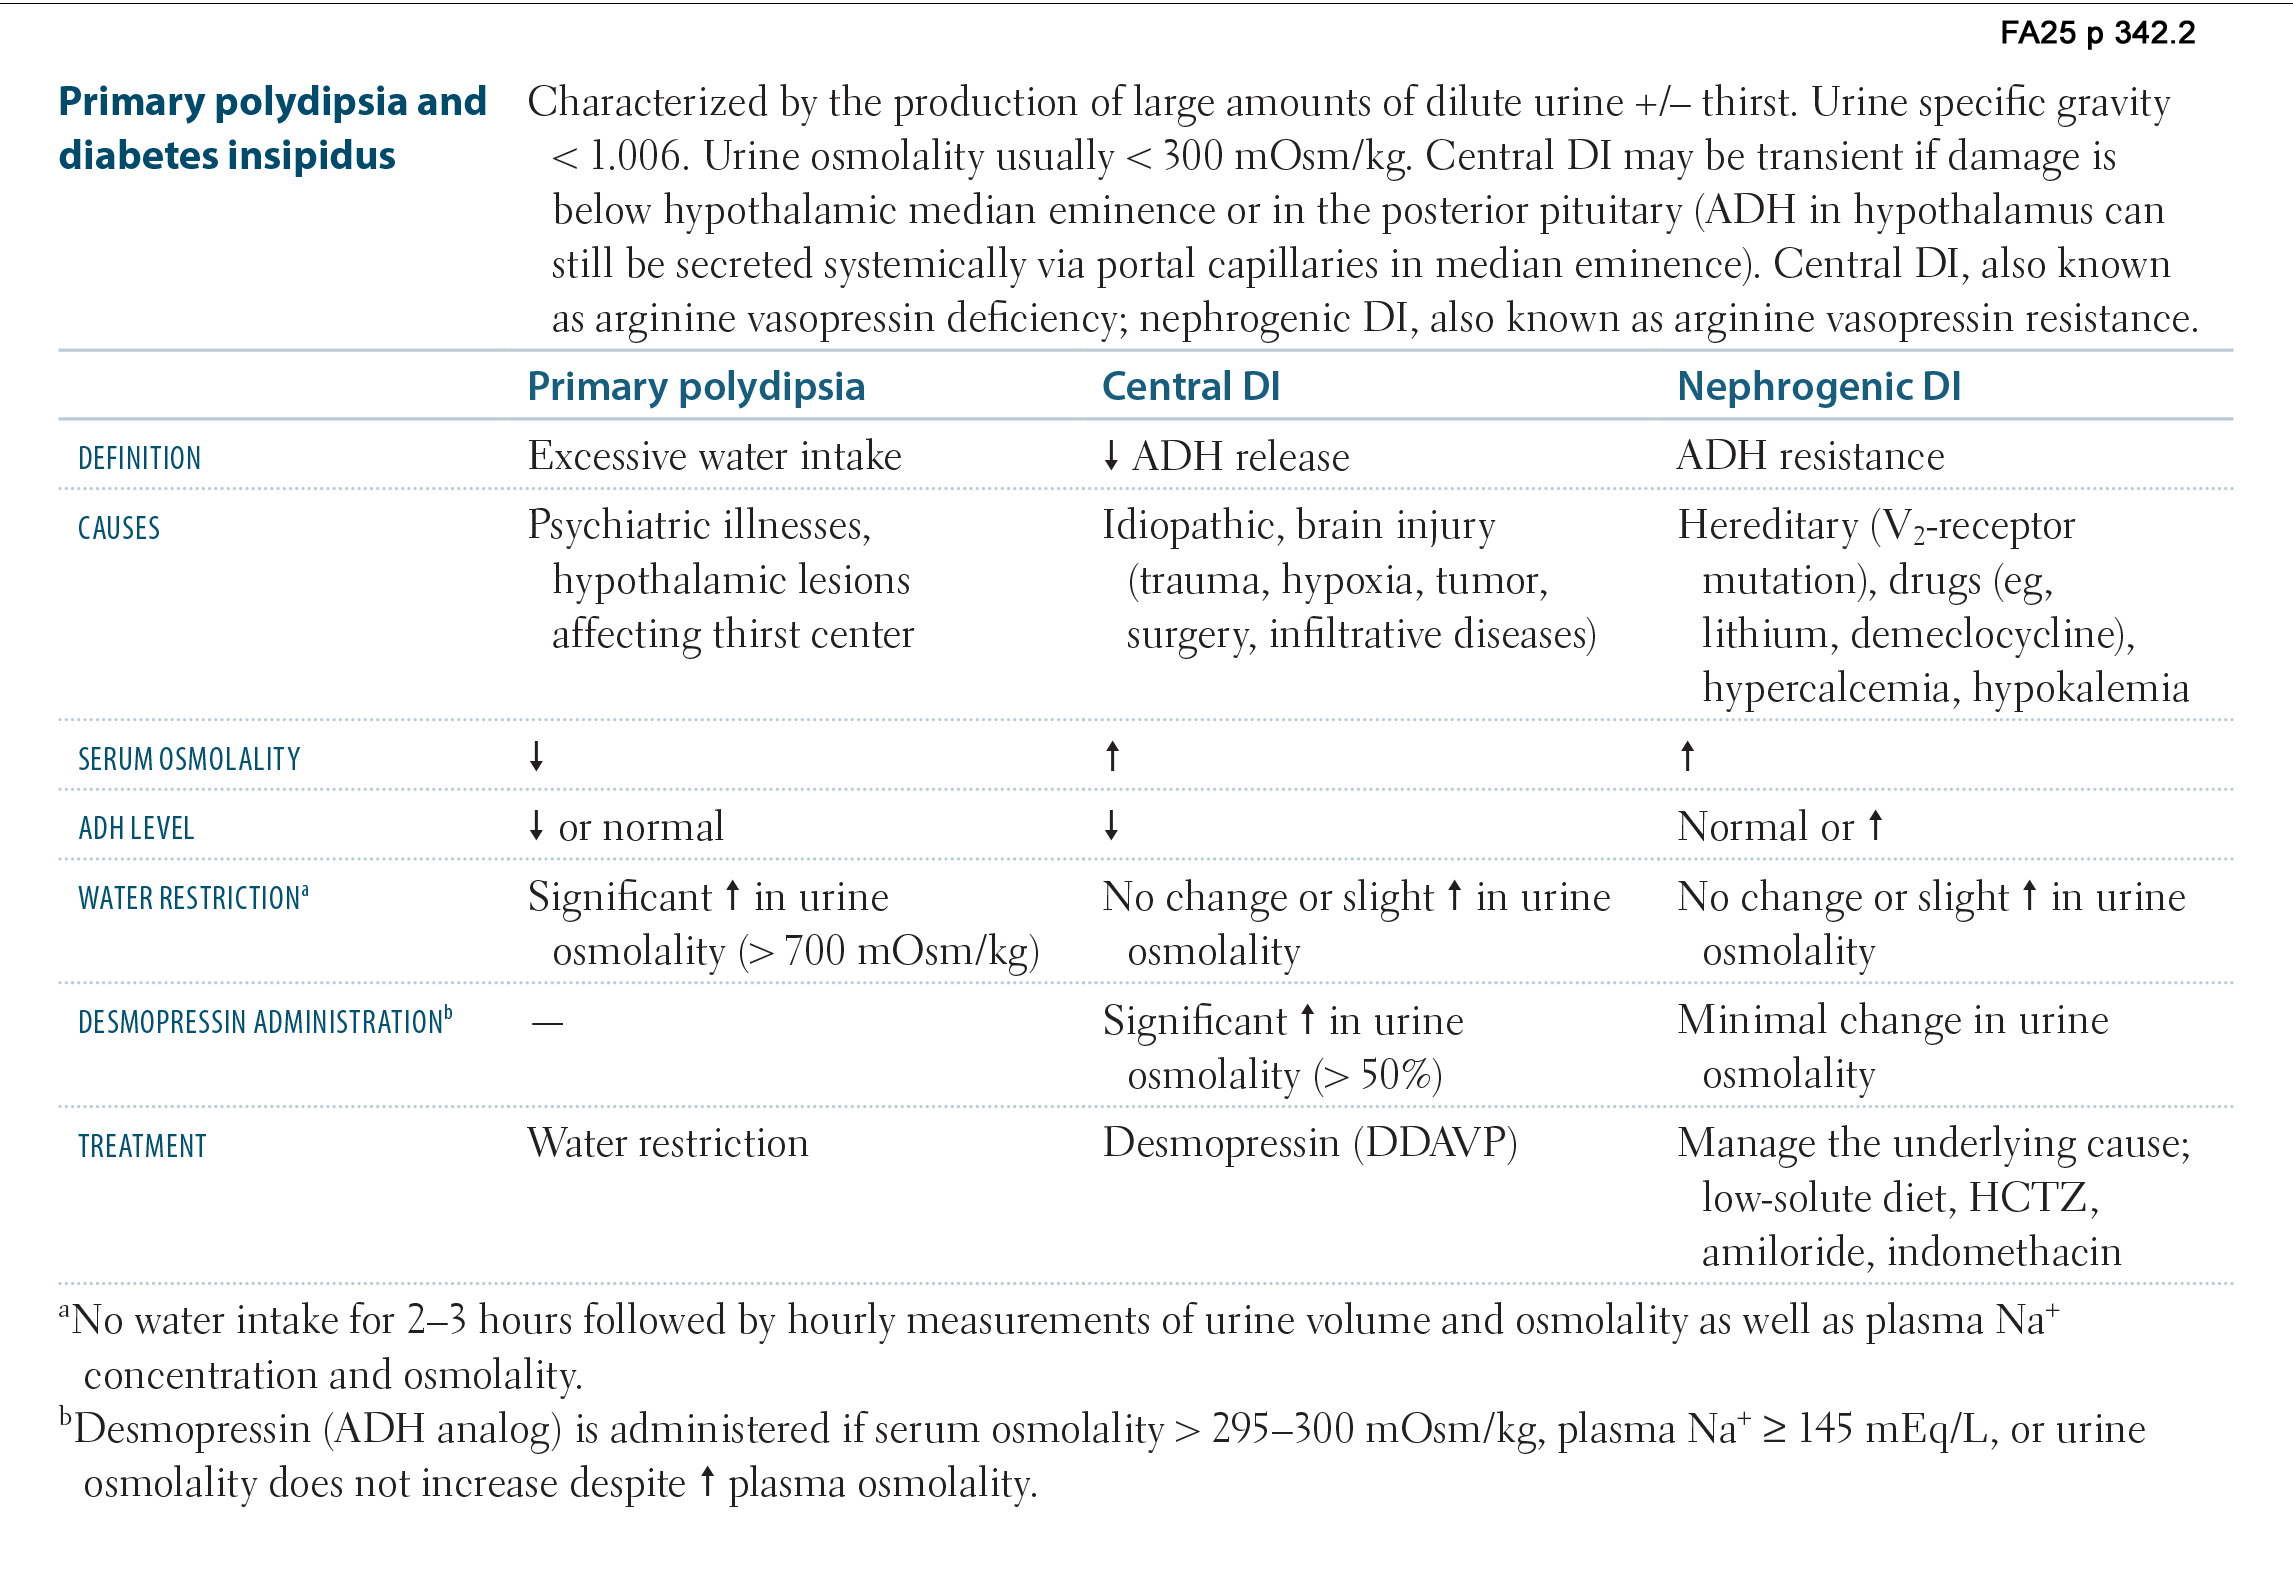 FA25 p 342.2
Primary polydipsia and
diabetes insipidus
Characterized by the production of large amounts of dilute urine +/– thirst. Urine specific gravity
< 1.006. Urine osmolality usually < 300 mOsm/kg. Central DI may be transient if damage is
below hypothalamic median eminence or in the posterior pituitary (ADH in hypothalamus can
still be secreted systemically via portal capillaries in median eminence). Central DI, also known
as arginine vasopressin deficiency; nephrogenic DI, also known as arginine vasopressin resistance.
Primary polydipsia
Central DI
Nephrogenic DI
DEFINITION
Excessive water intake
↓ ADH release
ADH resistance
CAUSES
Psychiatric illnesses,
hypothalamic lesions
affecting thirst center
Idiopathic, brain injury
(trauma, hypoxia, tumor,
surgery, infiltrative diseases)
Hereditary (V₂-receptor
mutation), drugs (eg,
lithium, demeclocycline),
hypercalcemia, hypokalemia
SERUM OSMOLALITY
↓
↑
↑
ADH LEVEL
↓ or normal
↓
Normal or ↑
WATER RESTRICTIONᵃ
Significant ↑ in urine
osmolality (> 700 mOsm/kg)
No change or slight ↑ in urine
osmolality
No change or slight ↑ in urine
osmolality
DESMOPRESSIN ADMINISTRATIONᵇ
—
Significant ↑ in urine
osmolality (> 50%)
Minimal change in urine
osmolality
TREATMENT
Water restriction
Desmopressin (DDAVP)
Manage the underlying cause;
low-solute diet, HCTZ,
amiloride, indomethacin
ᵃNo water intake for 2–3 hours followed by hourly measurements of urine volume and osmolality as well as plasma Na⁺
concentration and osmolality.
ᵇDesmopressin (ADH analog) is administered if serum osmolality > 295–300 mOsm/kg, plasma Na⁺ ≥ 145 mEq/L, or urine
osmolality does not increase despite ↑ plasma osmolality.